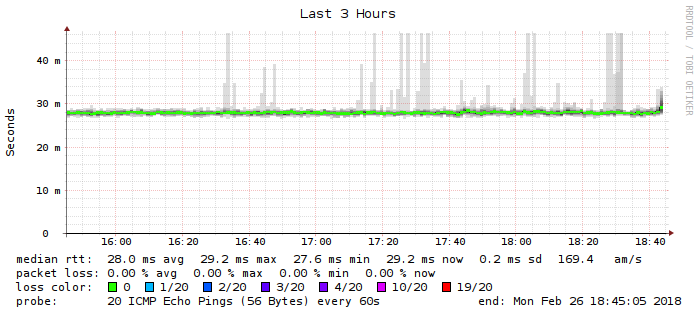 Last 3 Hours
RRDTOOL / TOBI OETIKER
Seconds
40 m
30 m
20 m
10 m
0
16:00 16:20 16:40 17:00 17:20 17:40 18:00 18:20 18:40
median rtt: 28.0 ms avg 29.2 ms max 27.6 ms min 29.2 ms now 0.2 ms sd 169.4 am/s
packet loss: 0.00 % avg 0.00 % max 0.00 % min 0.00 % now
loss color: 0 1/20 2/20 3/20 4/20 10/20 19/20
probe: 20 ICMP Echo Pings (56 Bytes) every 60s end: Mon Feb 26 18:45:05 2018